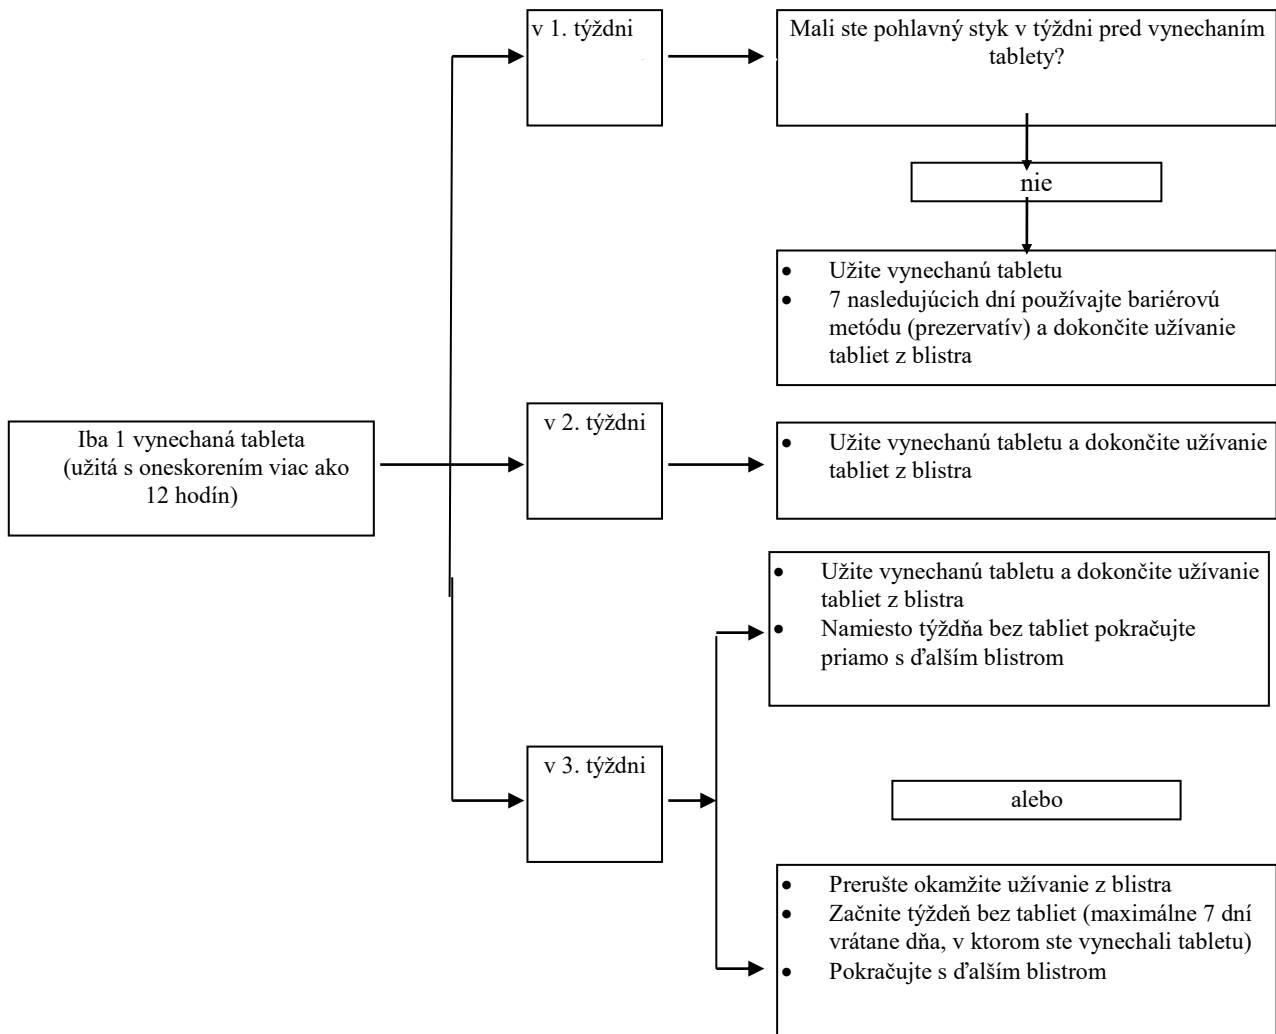 v 1. týždni
Mali ste pohlavný styk v týždni pred vynechaním
tablety?
nie
• Užite vynechanú tabletu
• 7 nasledujúcich dní používajte bariérovú
metódu (prezervatív) a dokončite užívanie
tabliet z blistra
Iba 1 vynechaná tableta
(užitá s oneskorením viac ako
12 hodín)
v 2. týždni
• Užite vynechanú tabletu a dokončite užívanie
tabliet z blistra
• Užite vynechanú tabletu a dokončite užívanie
tabliet z blistra
• Namiesto týždňa bez tabliet pokračujte
priamo s ďalším blistrom
v 3. týždni
alebo
• Prerušte okamžite užívanie z blistra
• Začnite týždeň bez tabliet (maximálne 7 dní
vrátane dňa, v ktorom ste vynechali tabletu)
• Pokračujte s ďalším blistrom